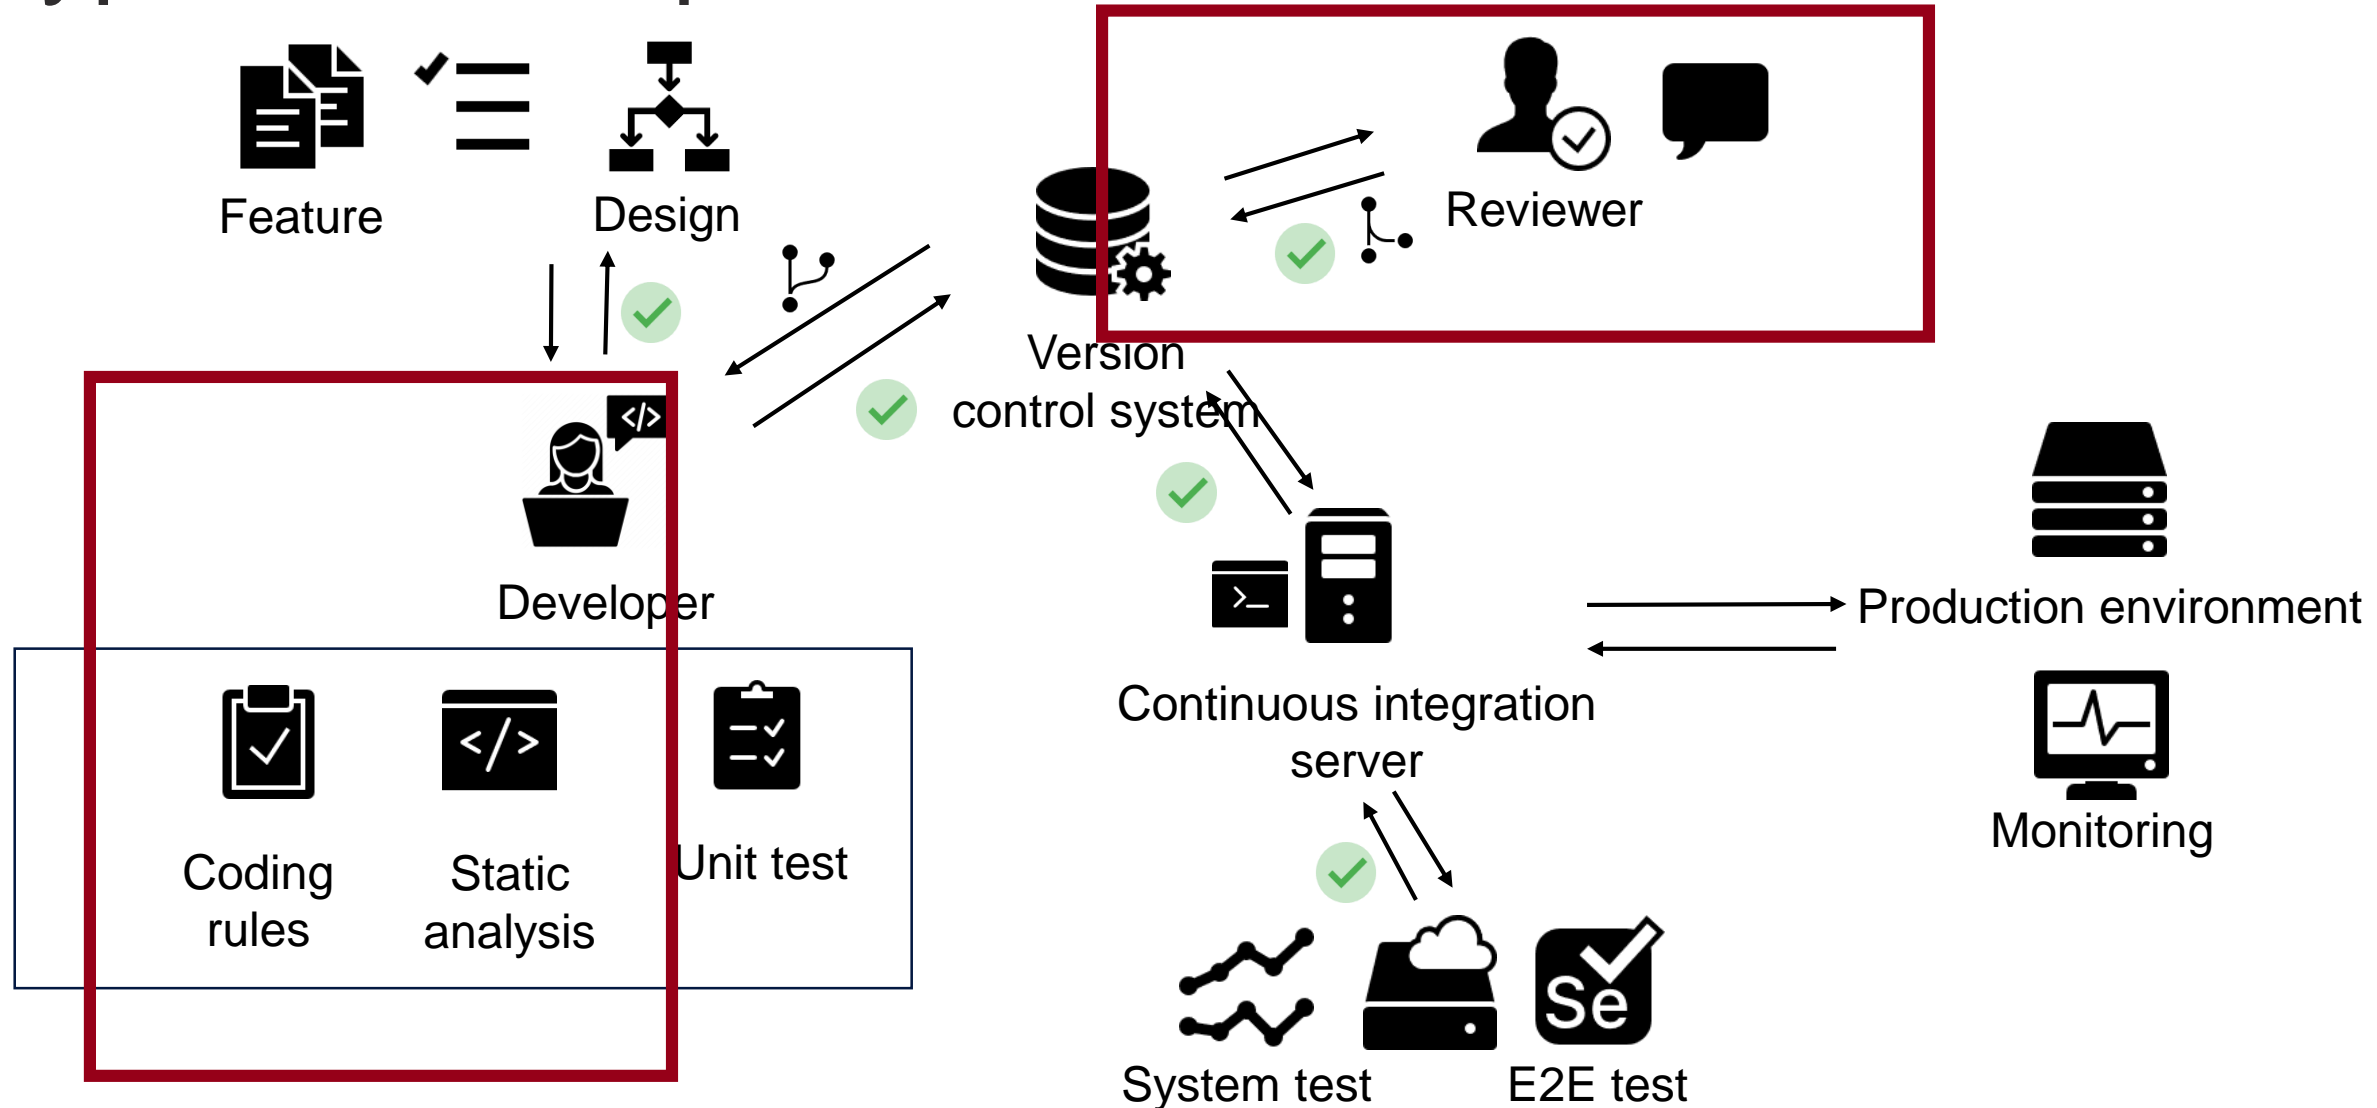 Feature
Design
Reviewer
Version
control system
</>
Developer
>_
Production environment
</>
Continuous integration
server
Coding
rules
Static
analysis
Unit test
Monitoring
Se
System test
E2E test